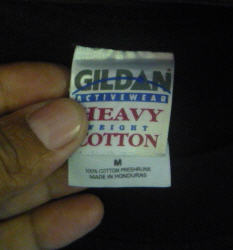 GILDAN
ACTIVEWEAR
HEAVY
WEIGHT
COTTON
M
100% COTTON PRESHRUNK
MADE IN HONDURAS